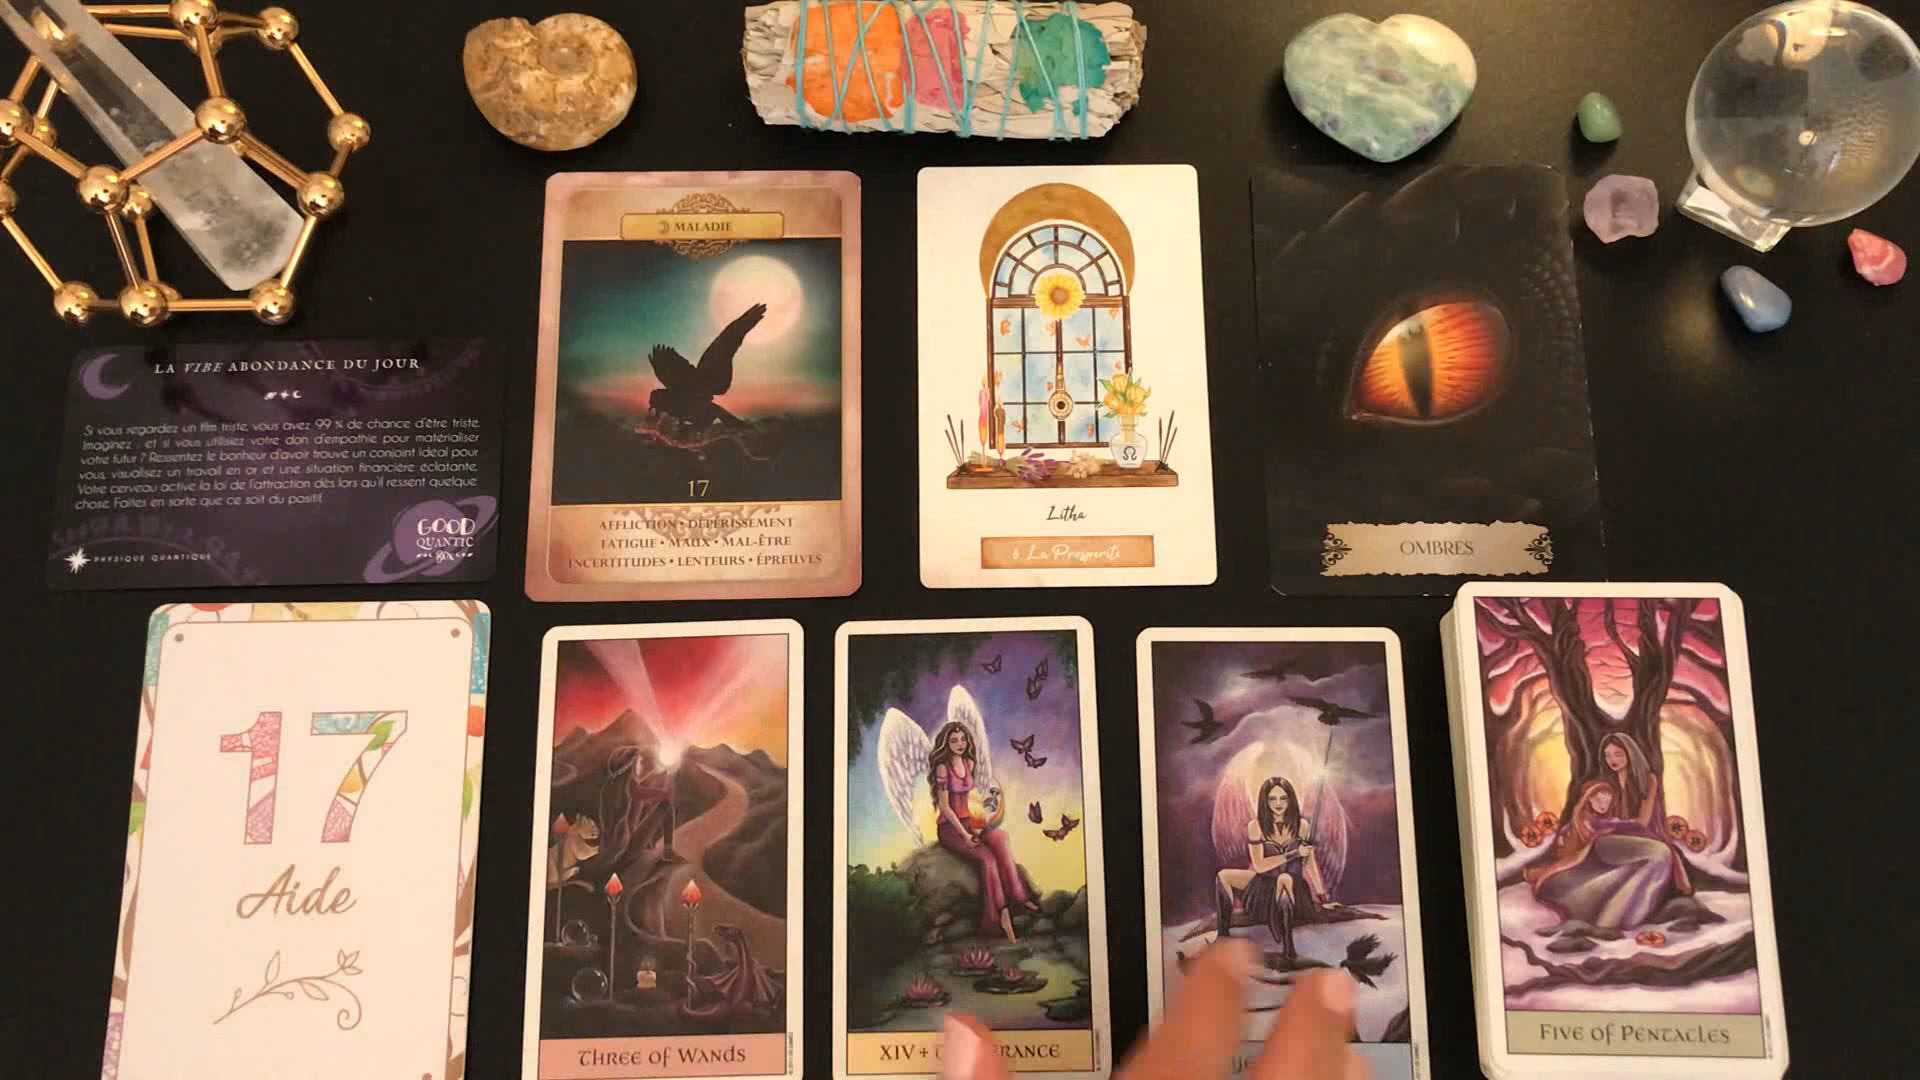 LA VIBE ABONDANCE DU JOUR
Si vous regardez un film triste, vous avez 99 % de chance d'être triste.
Imaginez : et si vous utilisiez votre don d'empathie pour matérialiser
votre futur ? Ressentez le bonheur d'avoir trouvé un conjoint idéal pour
vous, visualisez un travail en or et une situation financière éclatante,
Votre cerveau active la loi de l'attraction dès lors qu'il ressent quelque
chose. Faites en sorte que ce soit du positif.
PHYSIQUE QUANTIQUE
GOOD
QUANTIC
BOX
MALADIE
17
AFFLICTION • DÉPÉRISSEMENT
FATIGUE • MAUX • MAL-ÊTRE
INCERTITUDES • LENTEURS • ÉPREUVES
Litha
6 La Prosperité
OMBRES
17
Aide
THREE OF WANDS
XIV + T RANCE
FIVE OF PENTACLES